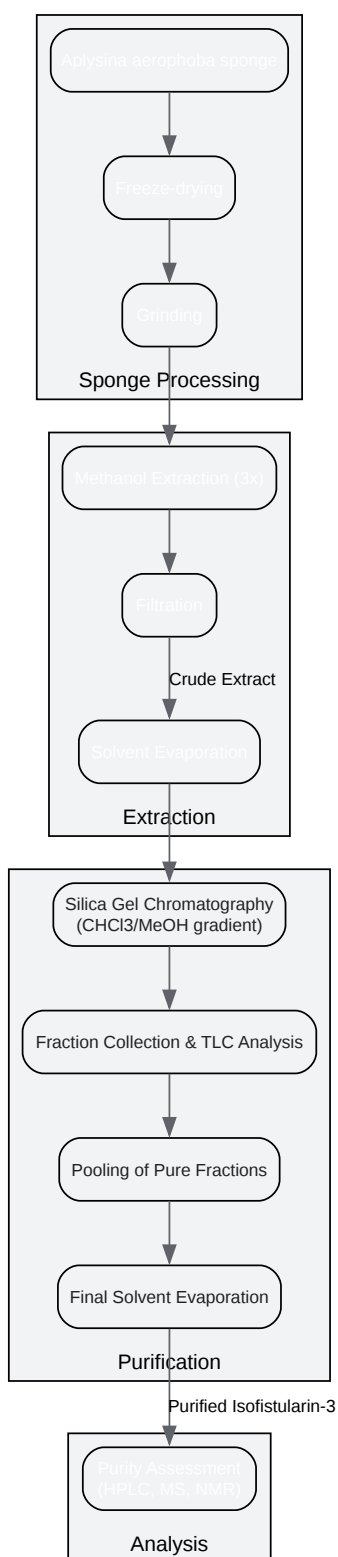 Aplysina aerophoba sponge
Freeze-drying
Grinding
Sponge Processing
Methanol Extraction (3x)
Filtration
Crude Extract
Solvent Evaporation
Extraction
Silica Gel Chromatography
(CHCl3/MeOH gradient)
Fraction Collection & TLC Analysis
Pooling of Pure Fractions
Final Solvent Evaporation
Purification
Purified Isofistularin-3
Purity Assessment
(HPLC, MS, NMR)
Analysis